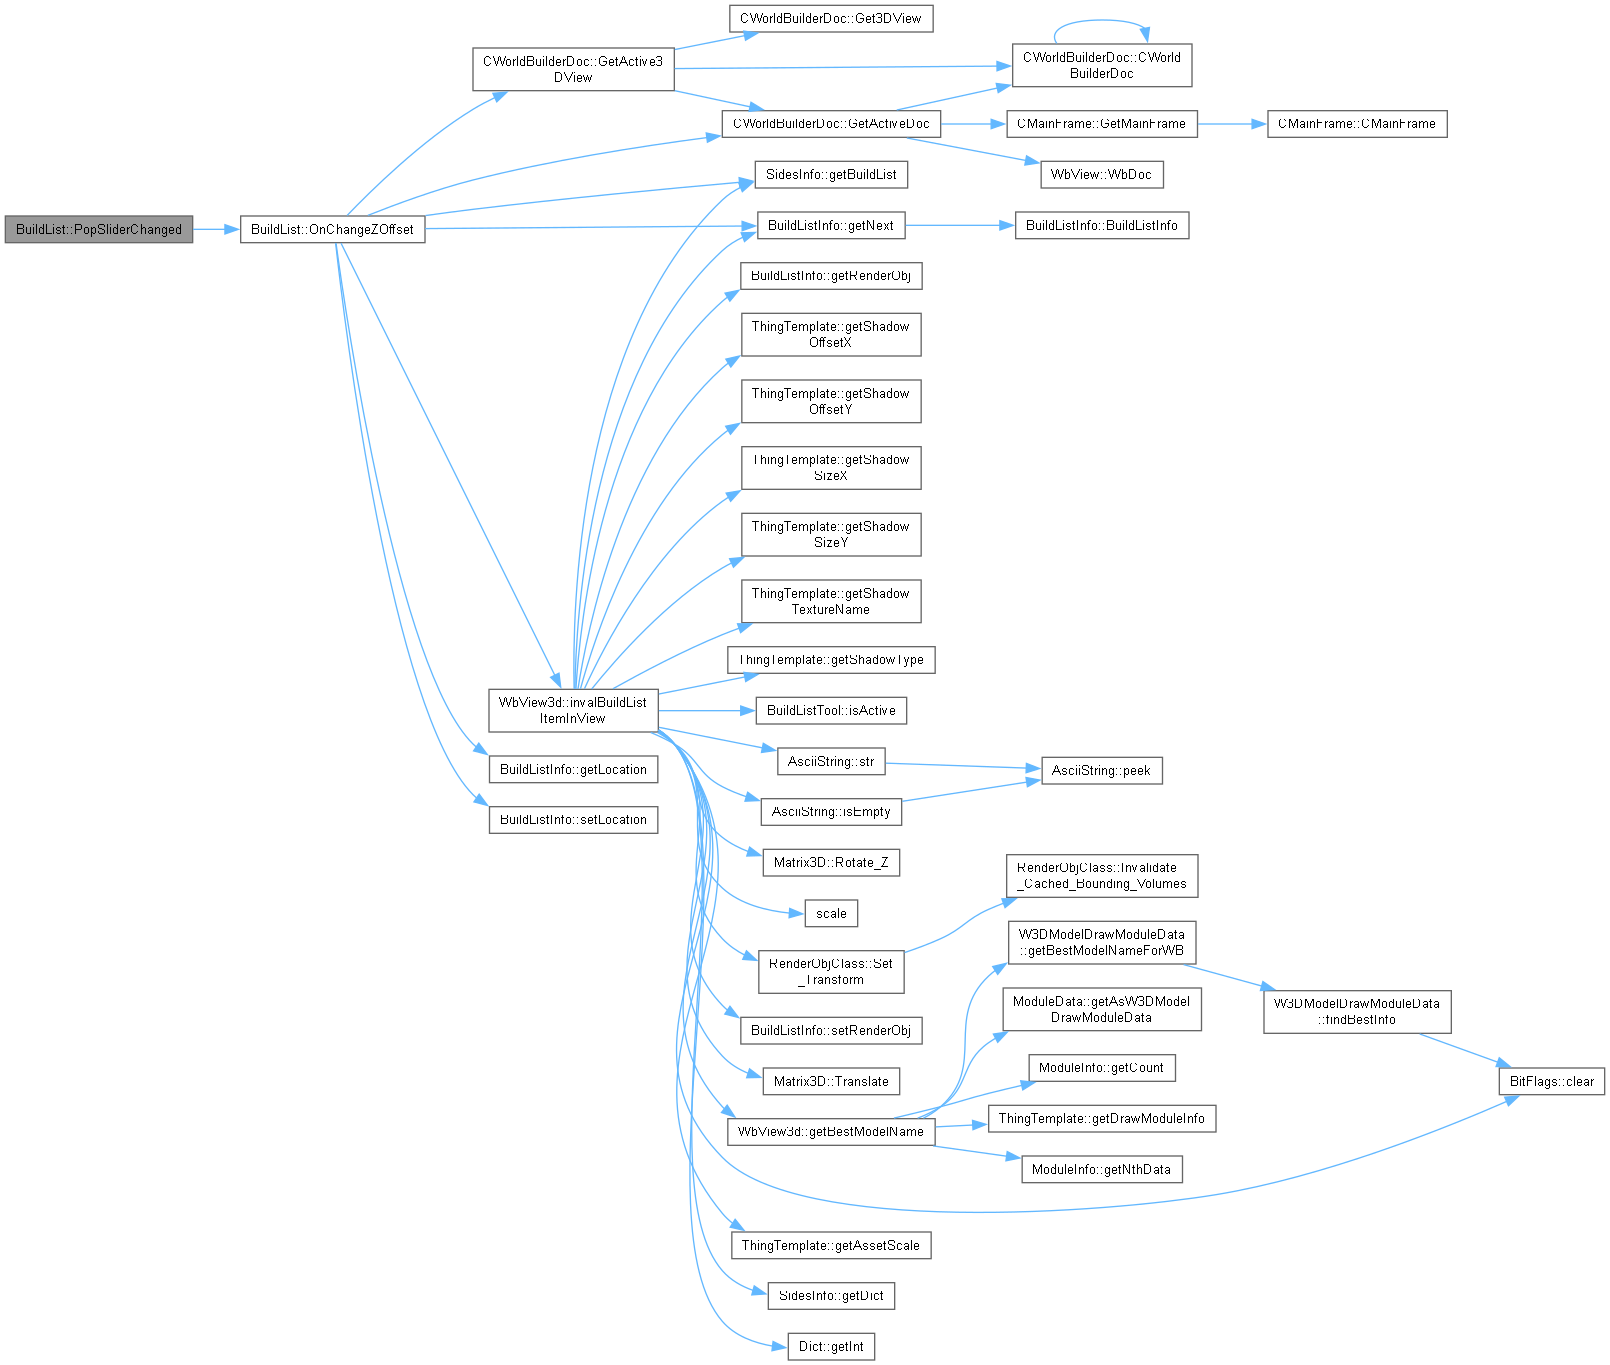 CWorldBuilderDoc::Get3DView
CWorldBuilderDoc::GetActive3
DView
CWorldBuilderDoc::CWorld
BuilderDoc
CWorldBuilderDoc::GetActiveDoc
CMainFrame::GetMainFrame
CMainFrame::CMainFrame
SidesInfo::getBuildList
WbView::WbDoc
BuildList::PopSliderChanged
BuildList::OnChangeZOffset
BuildListInfo::getNext
BuildListInfo::BuildListInfo
BuildListInfo::getRenderObj
ThingTemplate::getShadow
OffsetX
ThingTemplate::getShadow
OffsetY
ThingTemplate::getShadow
SizeX
ThingTemplate::getShadow
SizeY
ThingTemplate::getShadow
TextureName
ThingTemplate::getShadowType
WbView3d::invalBuildList
ItemInView
BuildListTool::isActive
BuildListInfo::getLocation
AsciiString::str
AsciiString::peek
BuildListInfo::setLocation
AsciiString::isEmpty
Matrix3D::Rotate_Z
RenderObjClass::Invalidate
_Cached_Bounding_Volumes
scale
W3DModelDrawModuleData
::getBestModelNameForWB
RenderObjClass::Set
_Transform
ModuleData::getAsW3DModel
DrawModuleData
W3DModelDrawModuleData
::findBestInfo
BuildListInfo::setRenderObj
ModuleInfo::getCount
Matrix3D::Translate
BitFlags::clear
ThingTemplate::getDrawModuleInfo
WbView3d::getBestModelName
ModuleInfo::getNthData
ThingTemplate::getAssetScale
SidesInfo::getDict
Dict::getInt